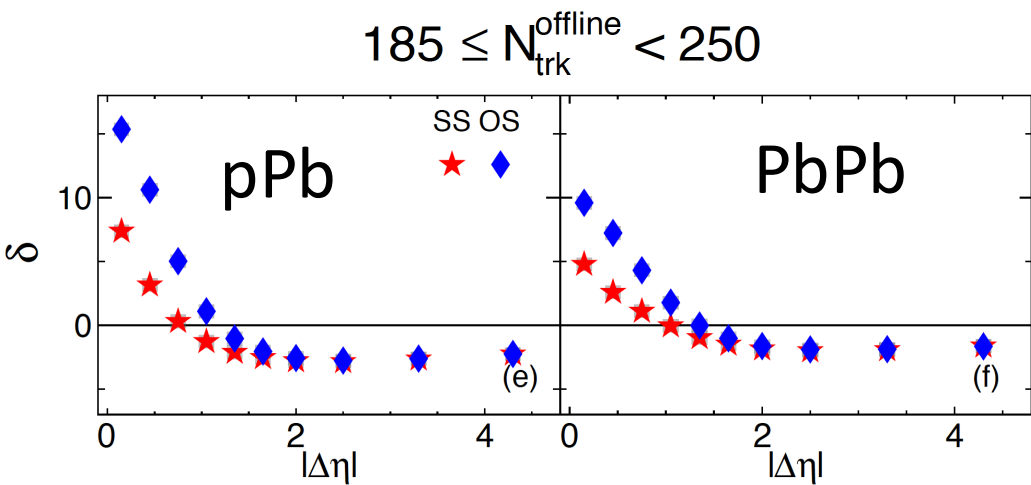 185 ≤ N_trk^offline < 250
SS OS
pPb
PbPb
10
0
δ
(e)
(f)
0 2 4
0 2 4
|Δη|
|Δη|